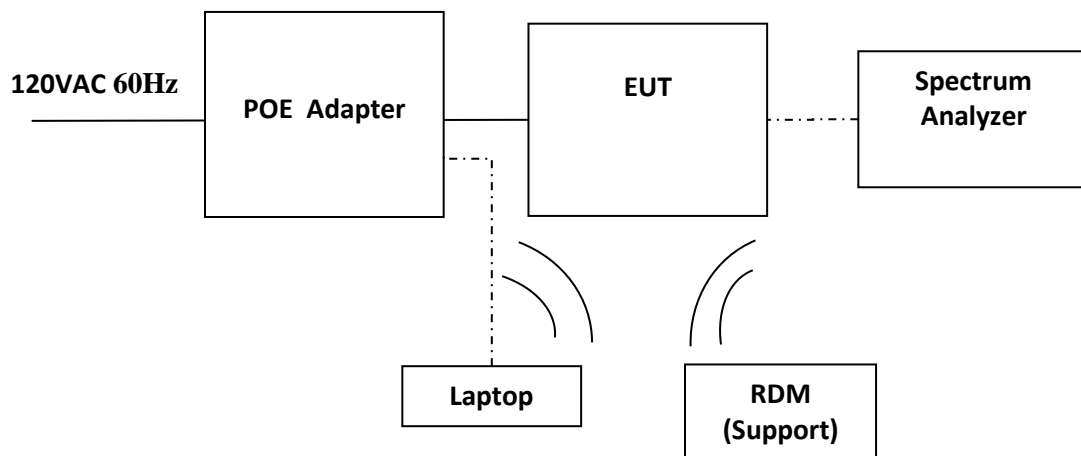 120VAC 60Hz
POE Adapter
EUT
Spectrum
Analyzer
Laptop
RDM
(Support)